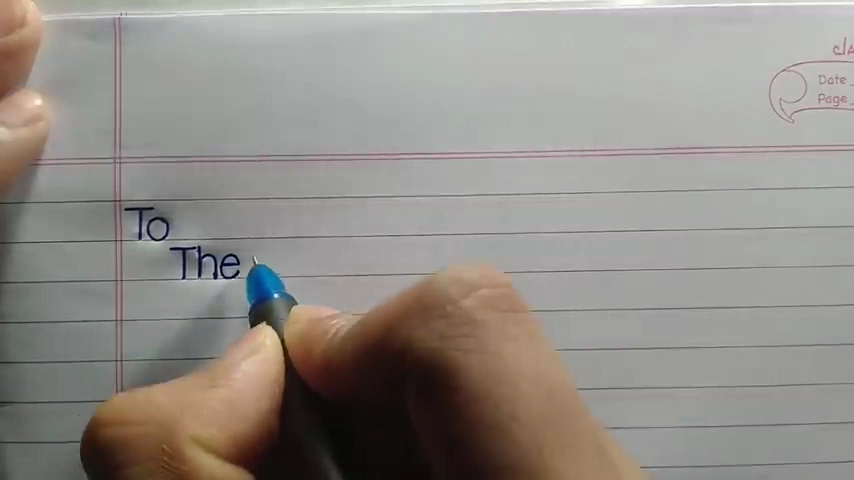 Date
Page
To
The